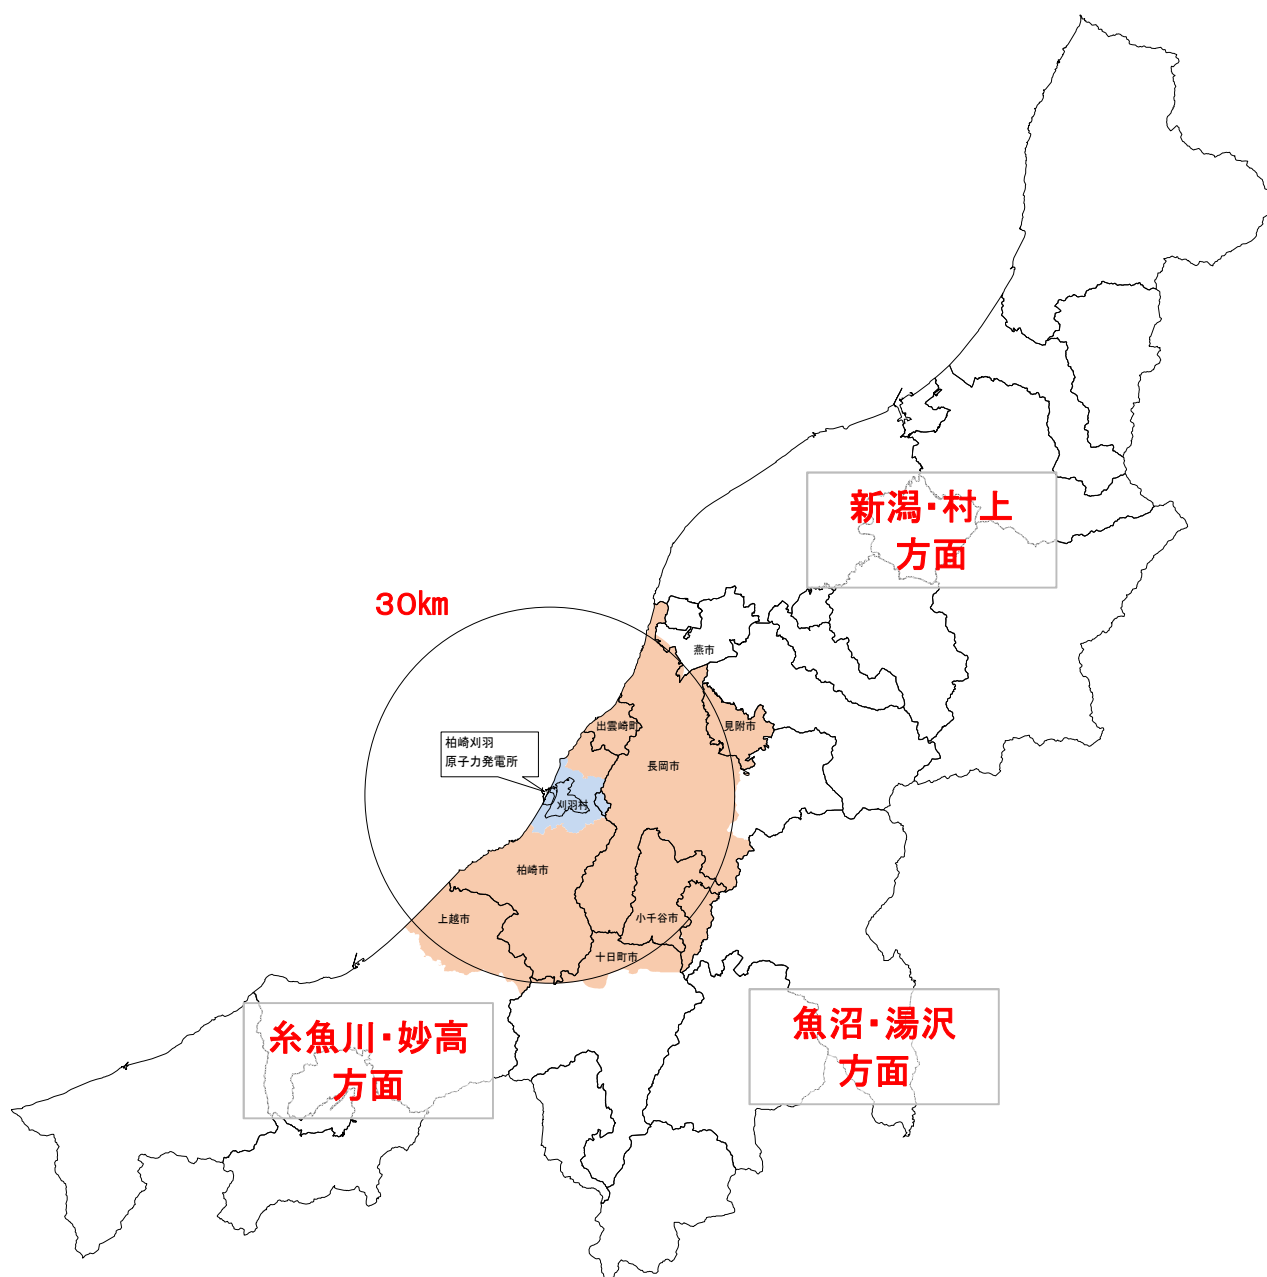 新潟・村上
方面
30km
燕市
出雲崎町
見附市
柏崎刈羽
原子力発電所
長岡市
刈羽村
柏崎市
上越市
小千谷市
十日町市
糸魚川・妙高
方面
魚沼・湯沢
方面